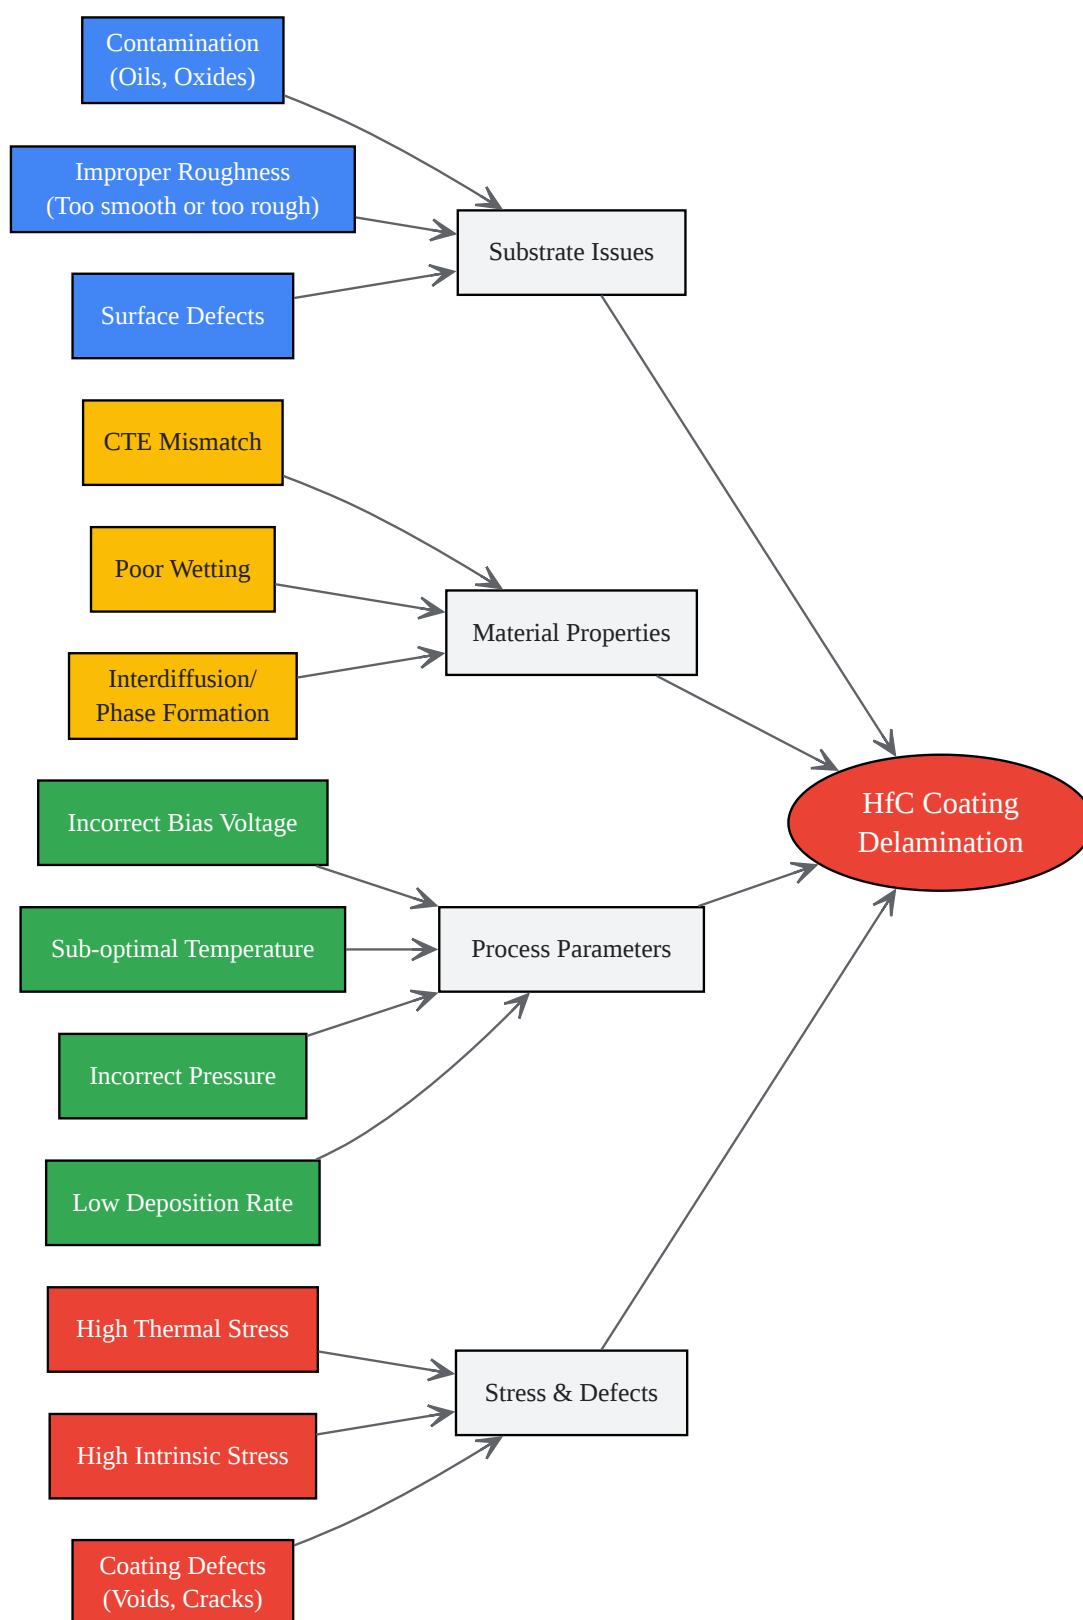 Contamination
(Oils, Oxides)
Improper Roughness
(Too smooth or too rough)
Substrate Issues
Surface Defects
CTE Mismatch
Poor Wetting
Material Properties
Interdiffusion/
Phase Formation
HfC Coating
Delamination
Incorrect Bias Voltage
Sub-optimal Temperature
Process Parameters
Incorrect Pressure
Low Deposition Rate
High Thermal Stress
Stress & Defects
High Intrinsic Stress
Coating Defects
(Voids, Cracks)